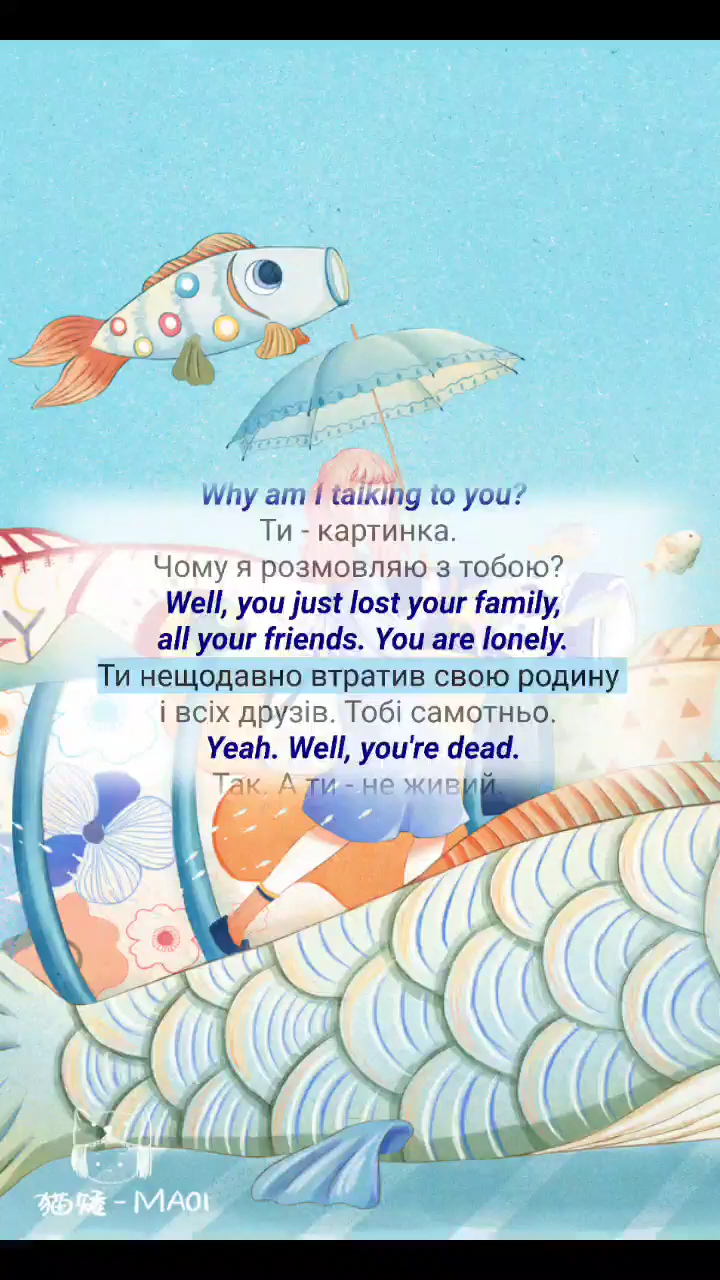 Why am I talking to you?
Ти - картинка.
Чому я розмовляю з тобою?
Well, you just lost your family,
all your friends. You are lonely.
Ти нещодавно втратив свою родину
і всіх друзів. Тобі самотньо.
Yeah. Well, you're dead.
Так. А ти - не живий.
猫矮-MAOI